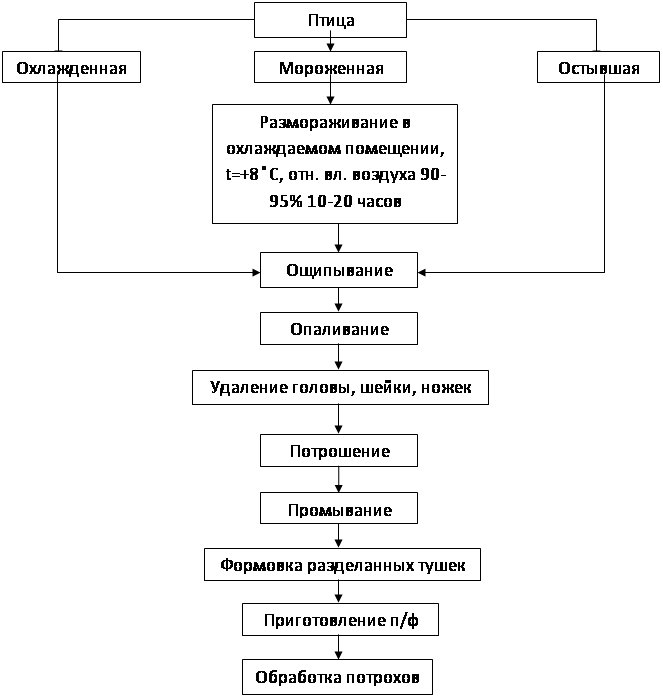 Птица
Охлажденная
Мороженная
Остывшая
Размораживание в
охлаждаемом помещении,
t=+8˚С, отн. вл. воздуха 90-
95% 10-20 часов
Ощипывание
Опаливание
Удаление головы, шейки, ножек
Потрошение
Промывание
Формовка разделанных тушек
Приготовление п/ф
Обработка потрохов